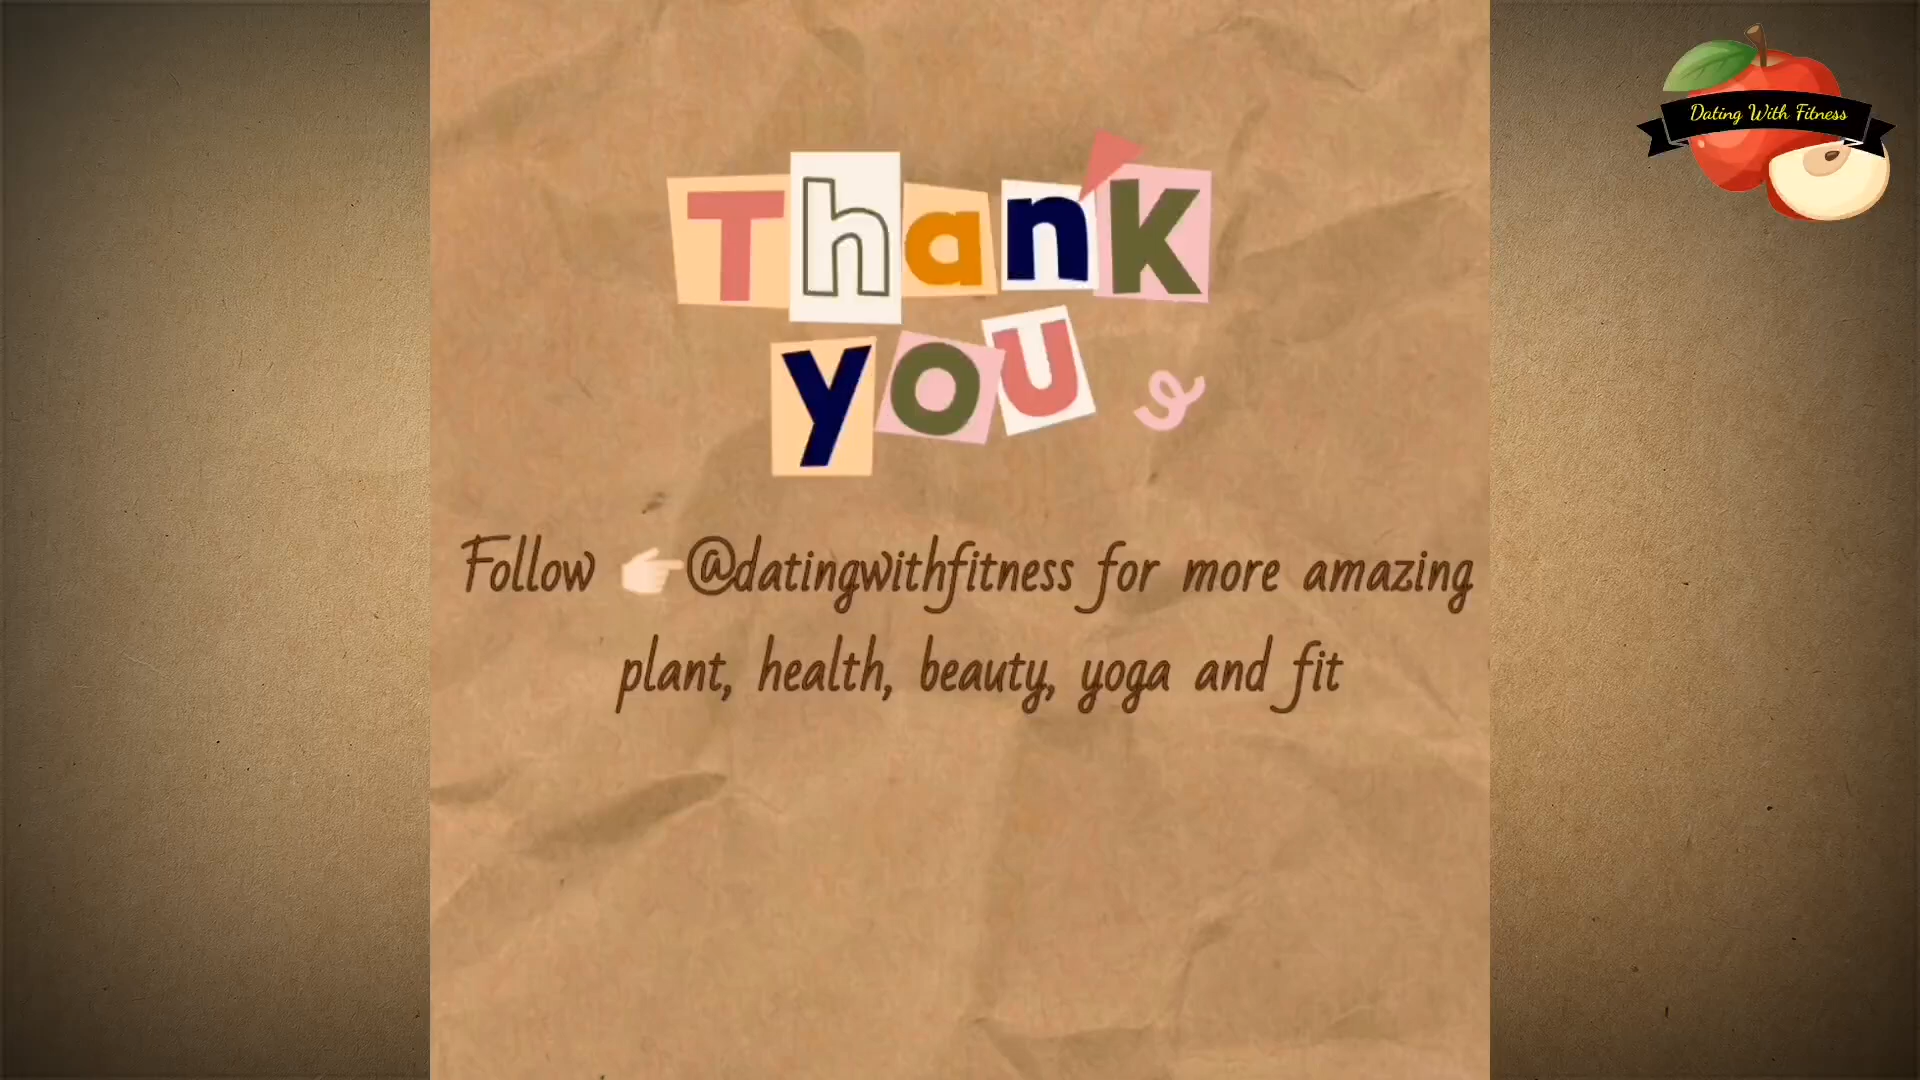 Dating With Fitness
Thank
you
Follow 👉🏻@datingwithfitness for more amazing
plant, health, beauty, yoga and fit